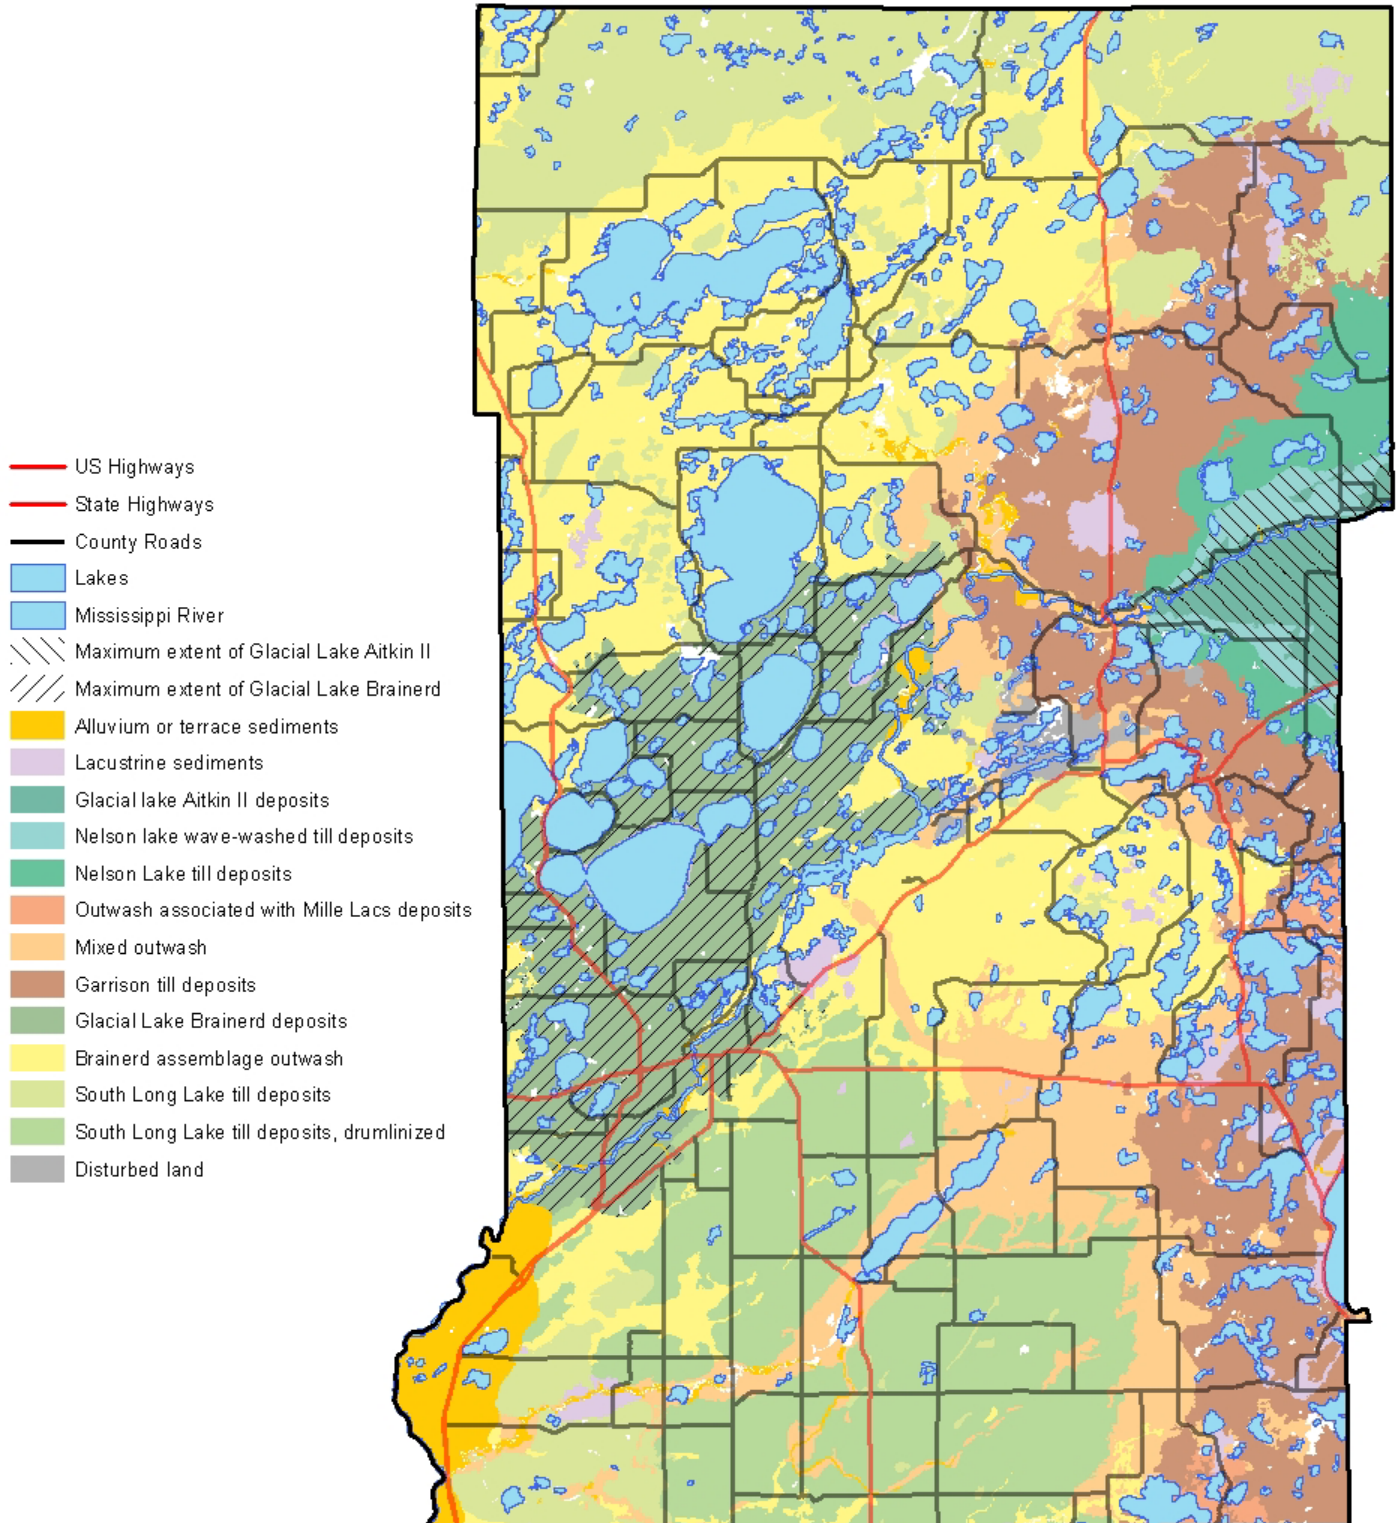 US Highways
State Highways
County Roads
Lakes
Mississippi River
Maximum extent of Glacial Lake Aitkin II
Maximum extent of Glacial Lake Brainerd
Alluvium or terrace sediments
Lacustrine sediments
Glacial lake Aitkin II deposits
Nelson lake wave-washed till deposits
Nelson Lake till deposits
Outwash associated with Mille Lacs deposits
Mixed outwash
Garrison till deposits
Glacial Lake Brainerd deposits
Brainerd assemblage outwash
South Long Lake till deposits
South Long Lake till deposits, drumlinized
Disturbed land